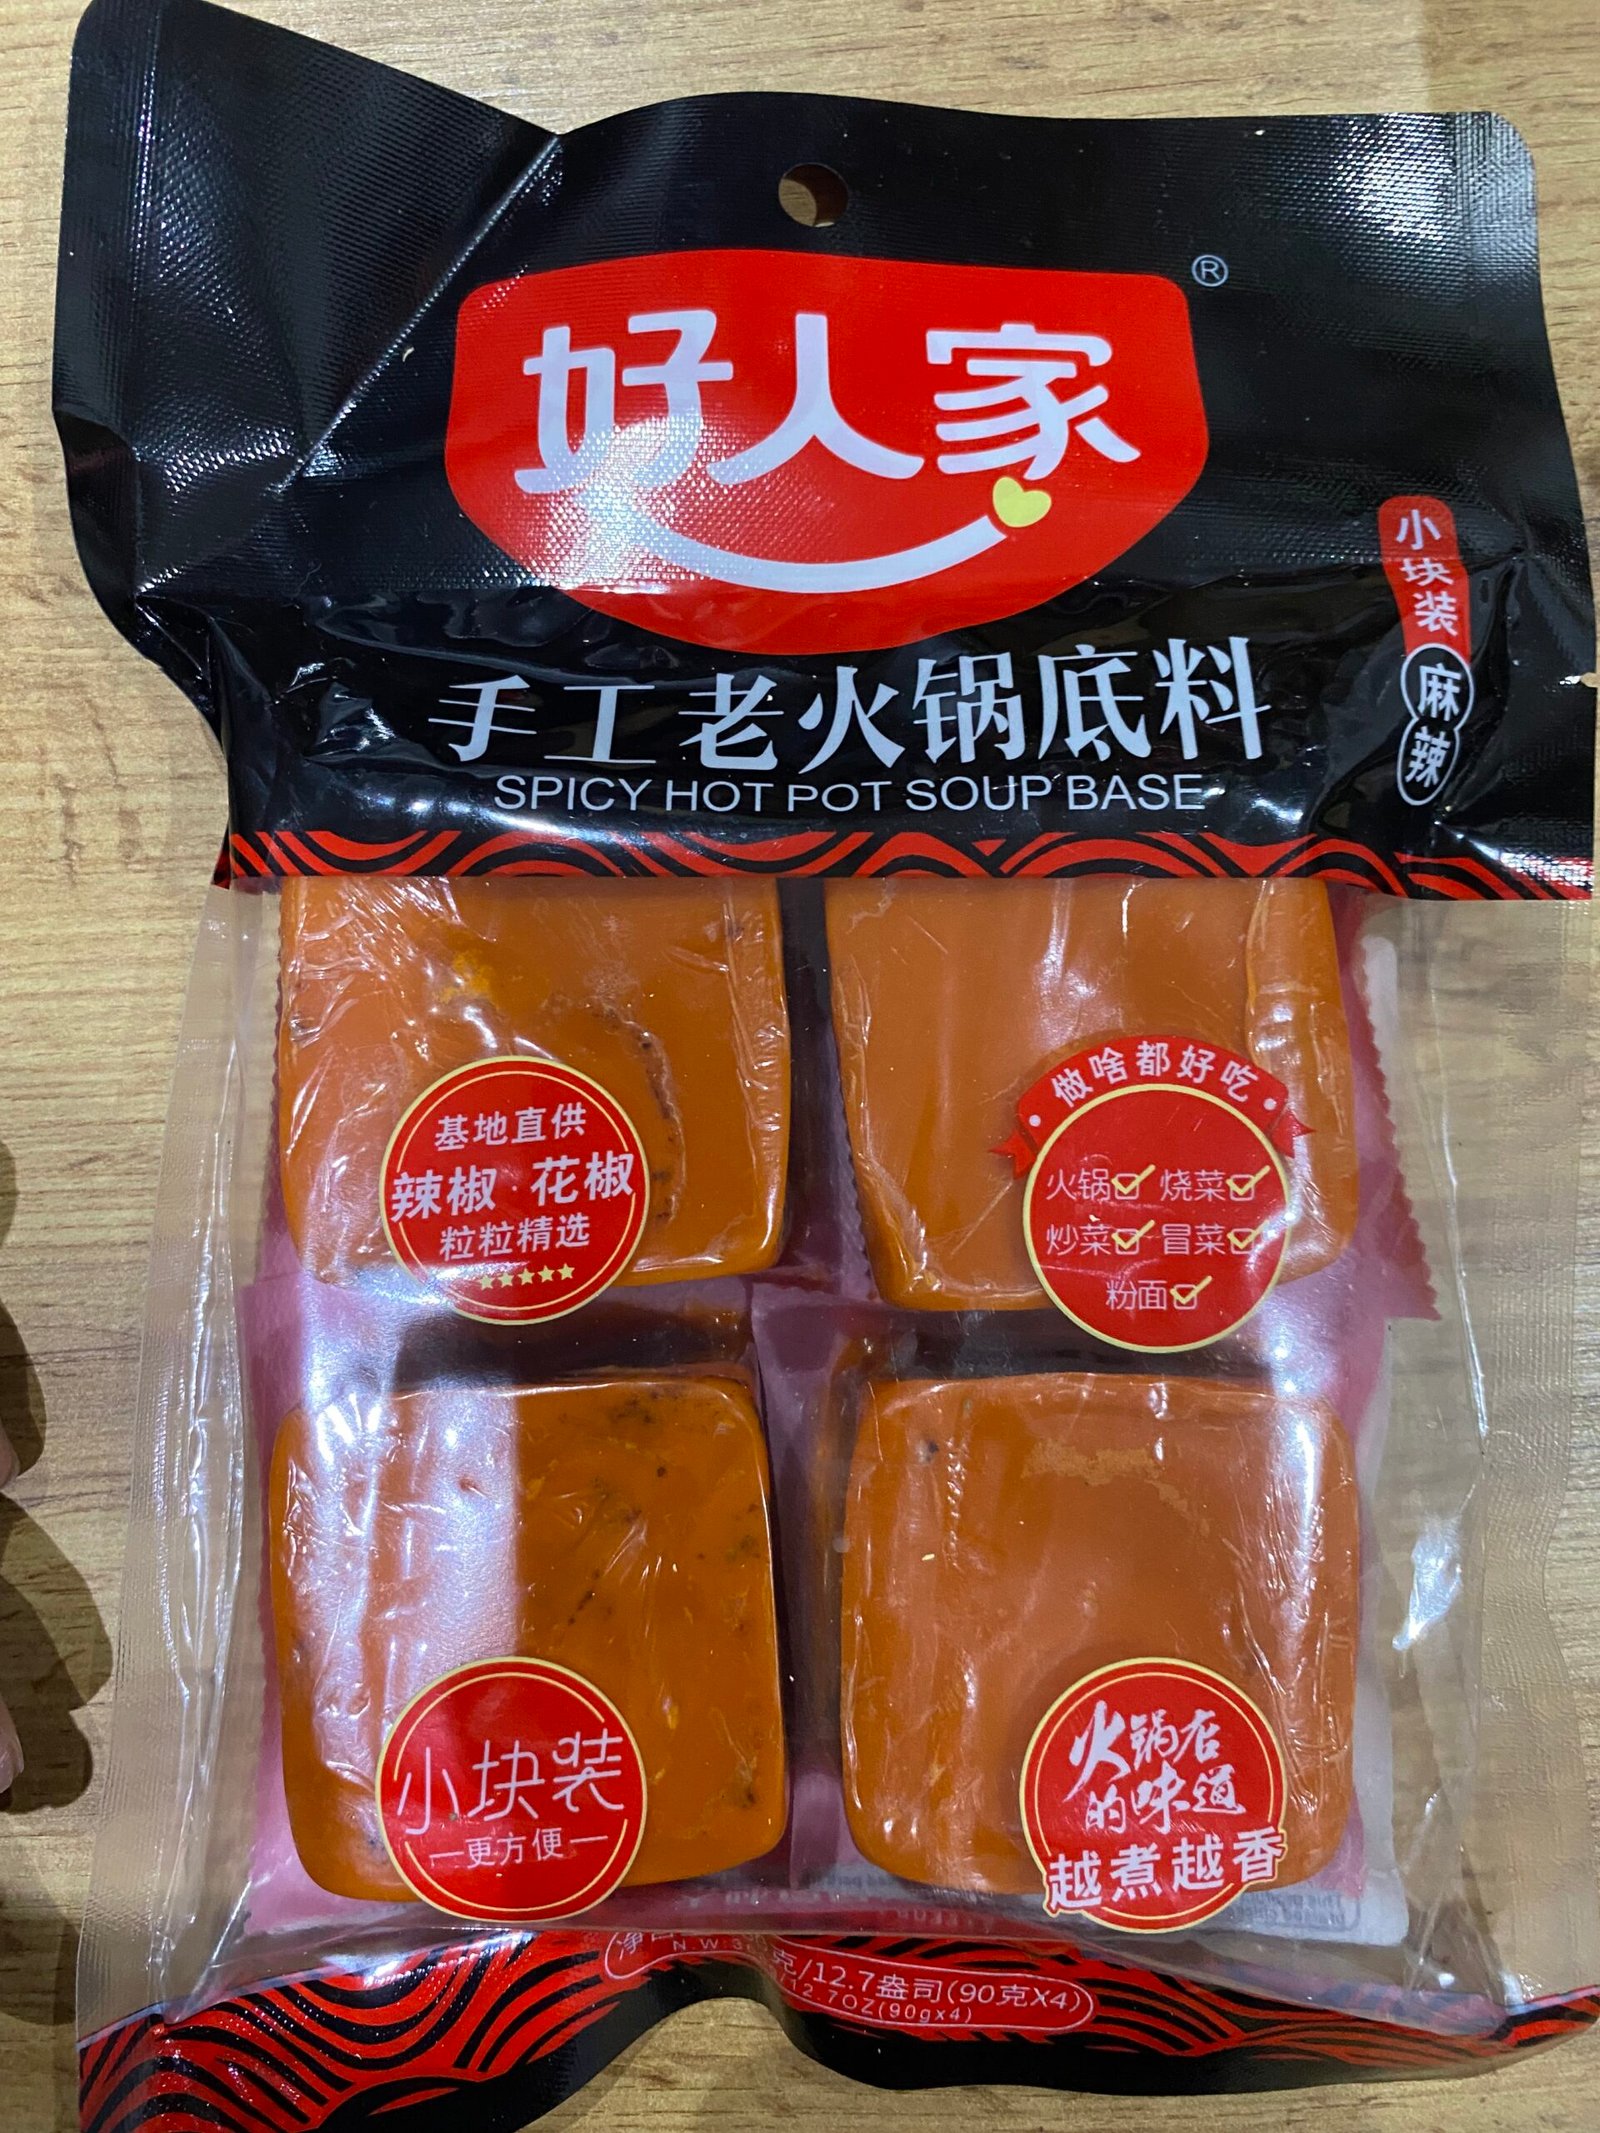 好人家
®
小块装
麻辣
手工老火锅底料
SPICY HOT POT SOUP BASE
基地直供
辣椒·花椒
粒粒精选
做啥都好吃
火锅 烧菜
炒菜 冒菜
粉面
小块装
更方便
火锅店
的味道
越煮越香
克/12.7盎司(90克X4)
N.W:3
12.7OZ(90gx4)